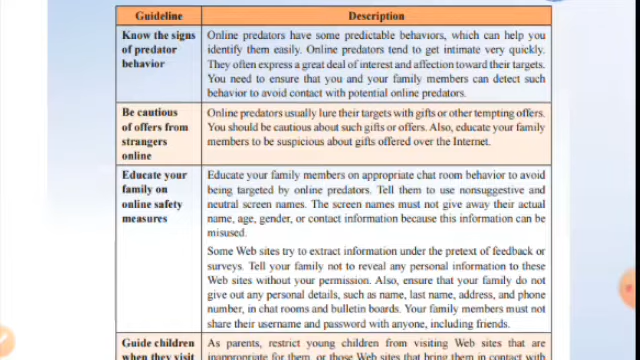 Guideline
Description
Know the signs
of predator
behavior
Online predators have some predictable behaviors, which can help you
identify them easily. Online predators tend to get intimate very quickly.
They often express a great deal of interest and affection toward their targets.
You need to ensure that you and your family members can detect such
behavior to avoid contact with potential online predators.
Be cautious
of offers from
strangers
online
Online predators usually lure their targets with gifts or other tempting offers.
You should be cautious about such gifts or offers. Also, educate your family
members to be suspicious about gifts offered over the Internet.
Educate your
family on
online safety
measures
Educate your family members on appropriate chat room behavior to avoid
being targeted by online predators. Tell them to use nonsuggestive and
neutral screen names. The screen names must not give away their actual
name, age, gender, or contact information because this information can be
misused.
Some Web sites try to extract information under the pretext of feedback or
surveys. Tell your family not to reveal any personal information to these
Web sites without your permission. Also, ensure that your family do not
give out any personal details, such as name, last name, address, and phone
number, in chat rooms and bulletin boards. Your family members must not
share their username and password with anyone, including friends.
Guide children
when they visit
As parents, restrict young children from visiting Web sites that are
inappropriate for them, or those Web sites that bring them in contact with